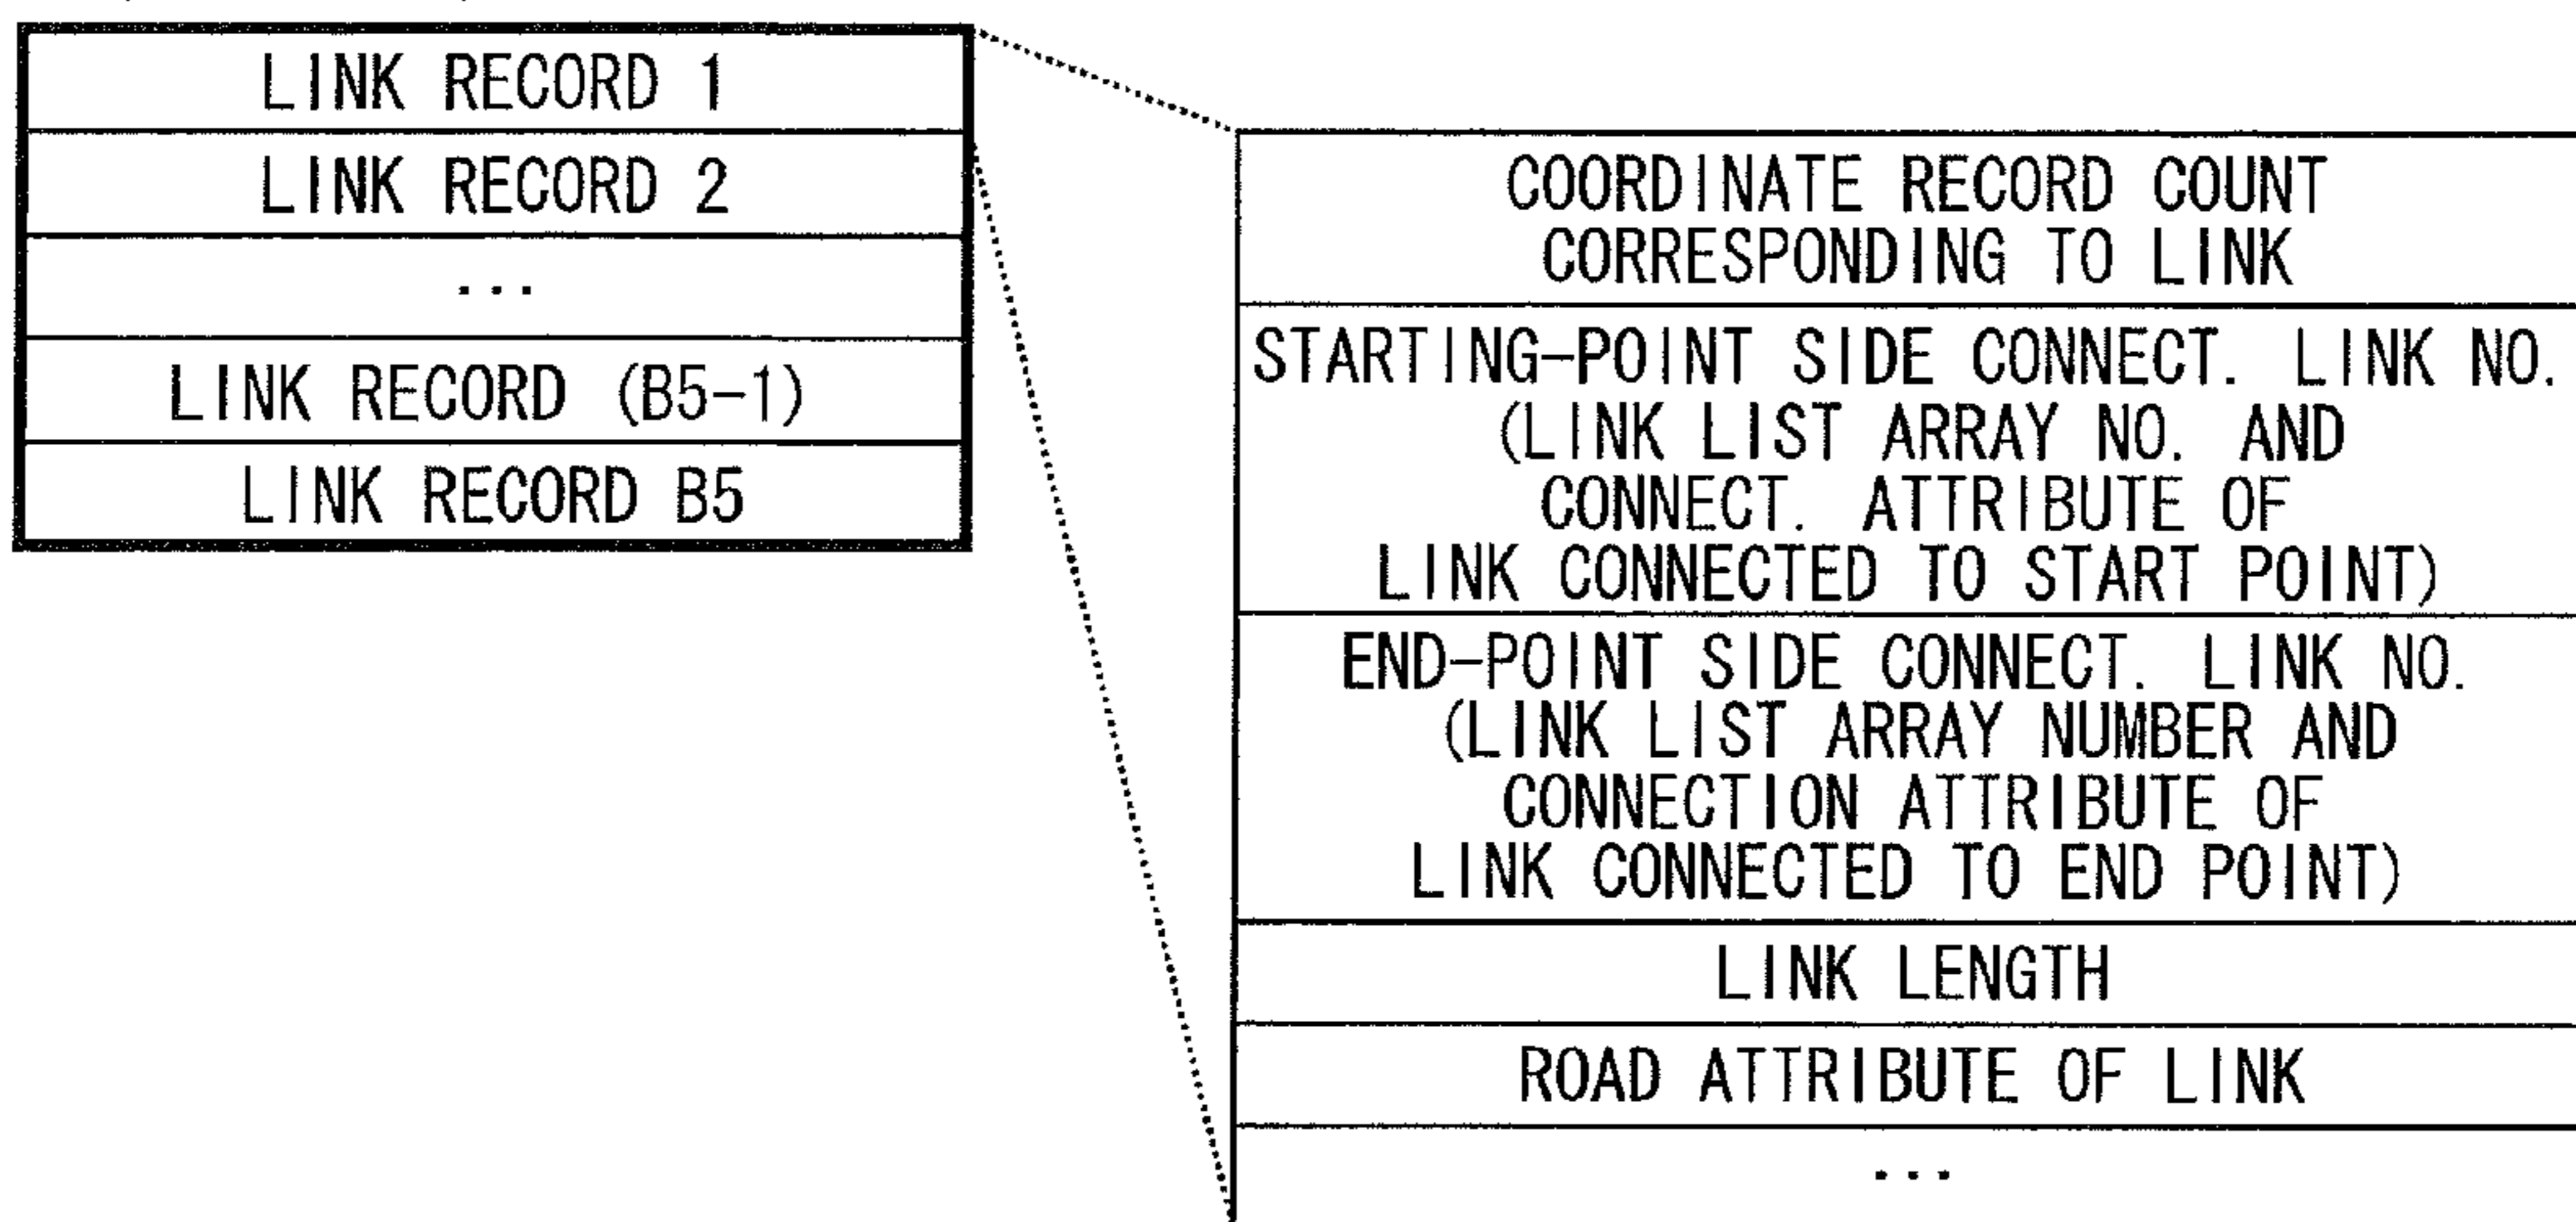 LINK RECORD 1
LINK RECORD 2
...
LINK RECORD (B5-1)
LINK RECORD B5
COORDINATE RECORD COUNT
CORRESPONDING TO LINK
STARTING-POINT SIDE CONNECT. LINK NO.
(LINK LIST ARRAY NO. AND
CONNECT. ATTRIBUTE OF
LINK CONNECTED TO START POINT)
END-POINT SIDE CONNECT. LINK NO.
(LINK LIST ARRAY NUMBER AND
CONNECTION ATTRIBUTE OF
LINK CONNECTED TO END POINT)
LINK LENGTH
ROAD ATTRIBUTE OF LINK
...